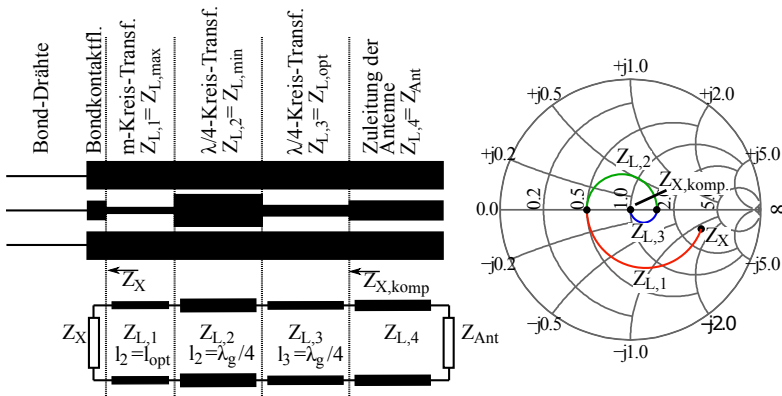 Bond-Drähte
Bondkontaktfl.
m-Kreis-Transf.
Z_L,1= Z_L,max
λ/4-Kreis-Transf.
Z_L,2= Z_L,min
λ/4-Kreis-Transf.
Z_L,3= Z_L,opt
Zuleitung der
Antenne
Z_L,4= Z_Ant
Z_X
Z_X,komp
Z_X
Z_L,1
l_2=l_opt
Z_L,2
l_2=λ_g/4
Z_L,3
l_3=λ_g/4
Z_L,4
Z_Ant
+j1.0
+j0.5
+j2.0
+j0.2
+j5.0
0.0
0.2
0.5
1.0
2.0
5.0
∞
Z_L,2
Z_X,komp.
Z_L,3
Z_X
Z_L,1
−j0.2
−j5.0
−j0.5
−j2.0
−j1.0